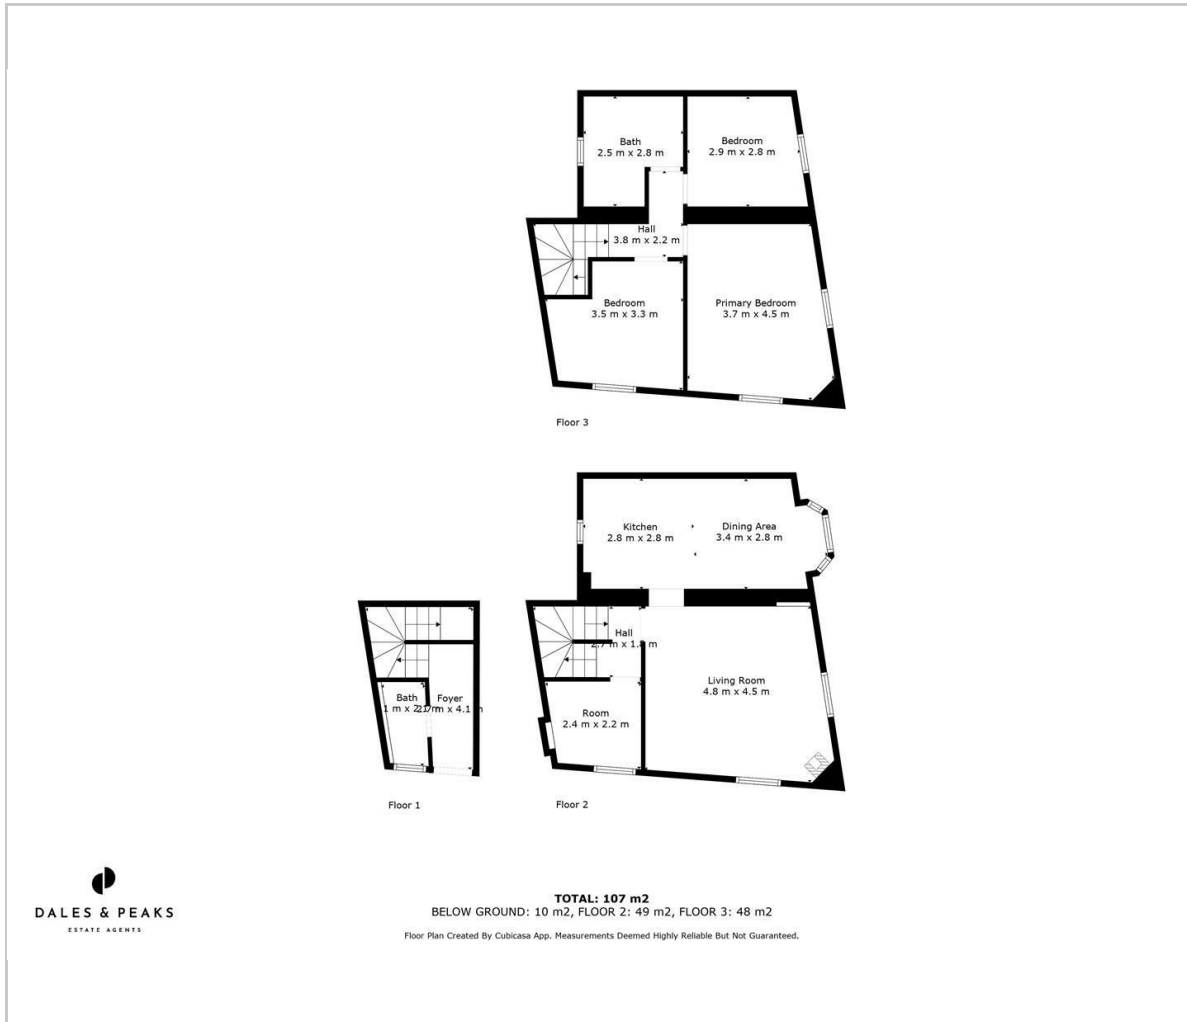 Bath
2.5 m x 2.8 m
Bedroom
2.9 m x 2.8 m
Hall
3.8 m x 2.2 m
Bedroom
3.5 m x 3.3 m
Primary Bedroom
3.7 m x 4.5 m
Floor 3
Kitchen
2.8 m x 2.8 m
Dining Area
3.4 m x 2.8 m
Hall
Living Room
4.8 m x 4.5 m
Room
2.4 m x 2.2 m
Bath
Foyer
Floor 1
Floor 2
DALES & PEAKS
ESTATE AGENTS
TOTAL: 107 m2
BELOW GROUND: 10 m2, FLOOR 2: 49 m2, FLOOR 3: 48 m2
Floor Plan Created By Cubicasa App. Measurements Deemed Highly Reliable But Not Guaranteed.